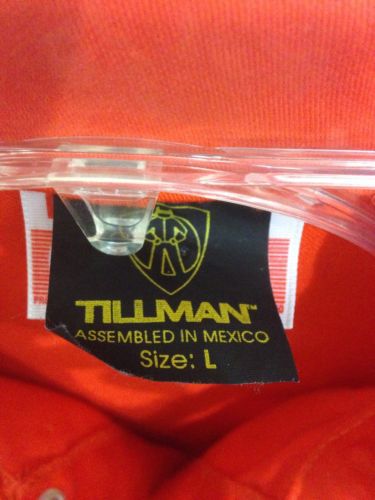 TILLMAN™
ASSEMBLED IN MEXICO
Size: L